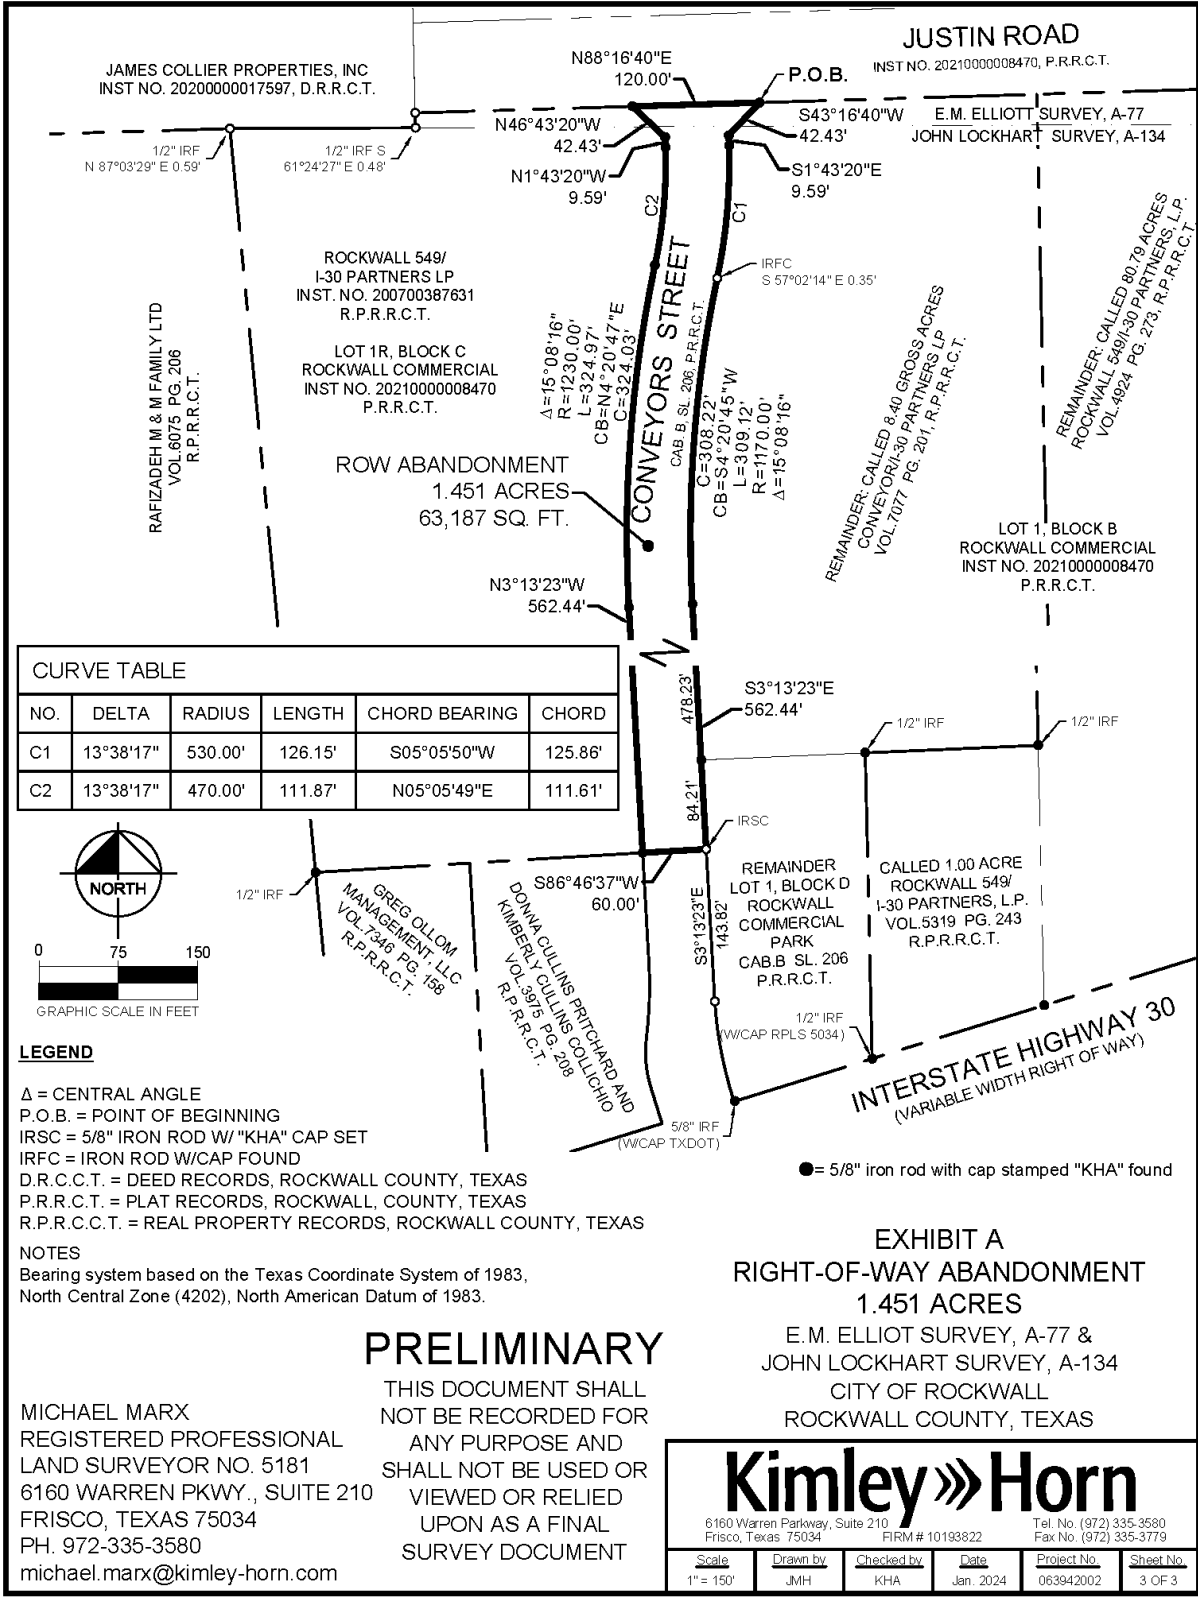 JUSTIN ROAD
INST NO. 20210000008470, P.R.R.C.T.
N88°16'40"E
120.00'
P.O.B.
JAMES COLLIER PROPERTIES, INC
INST NO. 20200000017597, D.R.R.C.T.
N46°43'20"W
42.43'
S43°16'40"W
42.43'
E.M. ELLIOTT SURVEY, A-77
JOHN LOCKHART SURVEY, A-134
1/2" IRF
N 87°03'29" E 0.59'
1/2" IRF S
61°24'27" E 0.48'
N1°43'20"W
9.59'
S1°43'20"E
9.59'
C2
C1
IRFC
S 57°02'14" E 0.35'
ROCKWALL 549/
I-30 PARTNERS LP
INST. NO. 200700387631
R.P.R.R.C.T.
LOT 1R, BLOCK C
ROCKWALL COMMERCIAL
INST NO. 20210000008470
P.R.R.C.T.
RAFIZADEH M & M FAMILY LTD
VOL.6075 PG. 206
R.P.R.R.C.T.
Δ=15°08'16"
R=1230.00'
L=324.97'
CB=N4°20'47"E
C=324.03'
CONVEYORS STREET
CAB. B, SL. 206, P.R.R.C.T.
C=308.22'
CB=S4°20'45"W
L=309.12'
R=1170.00'
Δ=15°08'16"
REMAINDER: CALLED 8.40 GROSS ACRES
CONVEYOR/I-30 PARTNERS LP
VOL.7077 PG. 201, R.P.R.R.C.T.
REMAINDER: CALLED 80.79 ACRES
ROCKWALL 549/I-30 PARTNERS, L.P.
VOL.4924 PG. 273, R.P.R.R.C.T.
ROW ABANDONMENT
1.451 ACRES
63,187 SQ. FT.
LOT 1, BLOCK B
ROCKWALL COMMERCIAL
INST NO. 20210000008470
P.R.R.C.T.
N3°13'23"W
562.44'
CURVE TABLE
NO. DELTA RADIUS LENGTH CHORD BEARING CHORD
C1 13°38'17" 530.00' 126.15' S05°05'50"W 125.86'
C2 13°38'17" 470.00' 111.87' N05°05'49"E 111.61'
478.23'
S3°13'23"E
562.44'
1/2" IRF
1/2" IRF
84.21'
IRSC
NORTH
1/2" IRF
S86°46'37"W
60.00'
S3°13'23"E
143.82'
REMAINDER
LOT 1, BLOCK D
ROCKWALL
COMMERCIAL
PARK
CAB.B SL. 206
P.R.R.C.T.
CALLED 1.00 ACRE
ROCKWALL 549/
I-30 PARTNERS, L.P.
VOL.5319 PG. 243
R.P.R.R.C.T.
GREG OLLOM
MANAGEMENT, LLC
VOL.7346 PG. 158
R.P.R.R.C.T.
DONNA CULLINS PRITCHARD AND
KIMBERLY CULLINS COLLICHIO
VOL.3975 PG. 208
R.P.R.R.C.T.
0 75 150
GRAPHIC SCALE IN FEET
1/2" IRF
(W/CAP RPLS 5034)
INTERSTATE HIGHWAY 30
(VARIABLE WIDTH RIGHT OF WAY)
5/8" IRF
(W/CAP TXDOT)
LEGEND
Δ = CENTRAL ANGLE
P.O.B. = POINT OF BEGINNING
IRSC = 5/8" IRON ROD W/ "KHA" CAP SET
IRFC = IRON ROD W/CAP FOUND
D.R.C.C.T. = DEED RECORDS, ROCKWALL COUNTY, TEXAS
P.R.R.C.T. = PLAT RECORDS, ROCKWALL, COUNTY, TEXAS
R.P.R.C.C.T. = REAL PROPERTY RECORDS, ROCKWALL COUNTY, TEXAS
= 5/8" iron rod with cap stamped "KHA" found
NOTES
Bearing system based on the Texas Coordinate System of 1983,
North Central Zone (4202), North American Datum of 1983.
EXHIBIT A
RIGHT-OF-WAY ABANDONMENT
1.451 ACRES
E.M. ELLIOT SURVEY, A-77 &
JOHN LOCKHART SURVEY, A-134
CITY OF ROCKWALL
ROCKWALL COUNTY, TEXAS
PRELIMINARY
THIS DOCUMENT SHALL
NOT BE RECORDED FOR
ANY PURPOSE AND
SHALL NOT BE USED OR
VIEWED OR RELIED
UPON AS A FINAL
SURVEY DOCUMENT
MICHAEL MARX
REGISTERED PROFESSIONAL
LAND SURVEYOR NO. 5181
6160 WARREN PKWY., SUITE 210
FRISCO, TEXAS 75034
PH. 972-335-3580
michael.marx@kimley-horn.com
Kimley»Horn
6160 Warren Parkway, Suite 210
Frisco, Texas 75034
FIRM # 10193822
Tel. No. (972) 335-3580
Fax No. (972) 335-3779
Scale Drawn by Checked by Date Project No. Sheet No.
1" = 150' JMH KHA Jan. 2024 063942002 3 OF 3